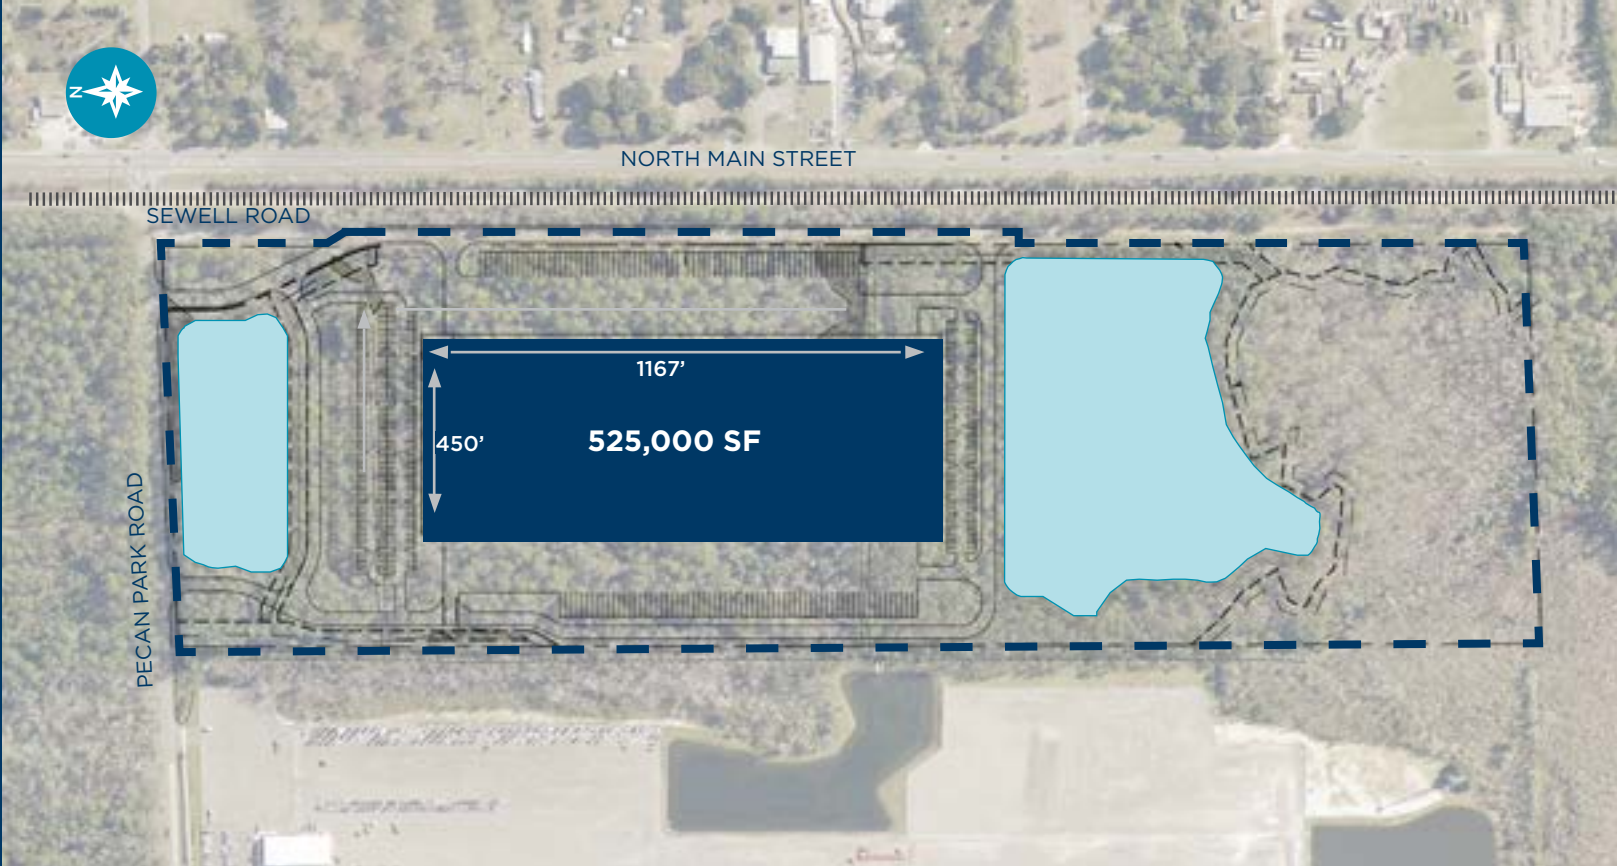 N
NORTH MAIN STREET
SEWELL ROAD
1167’
450’
525,000 SF
PECAN PARK ROAD